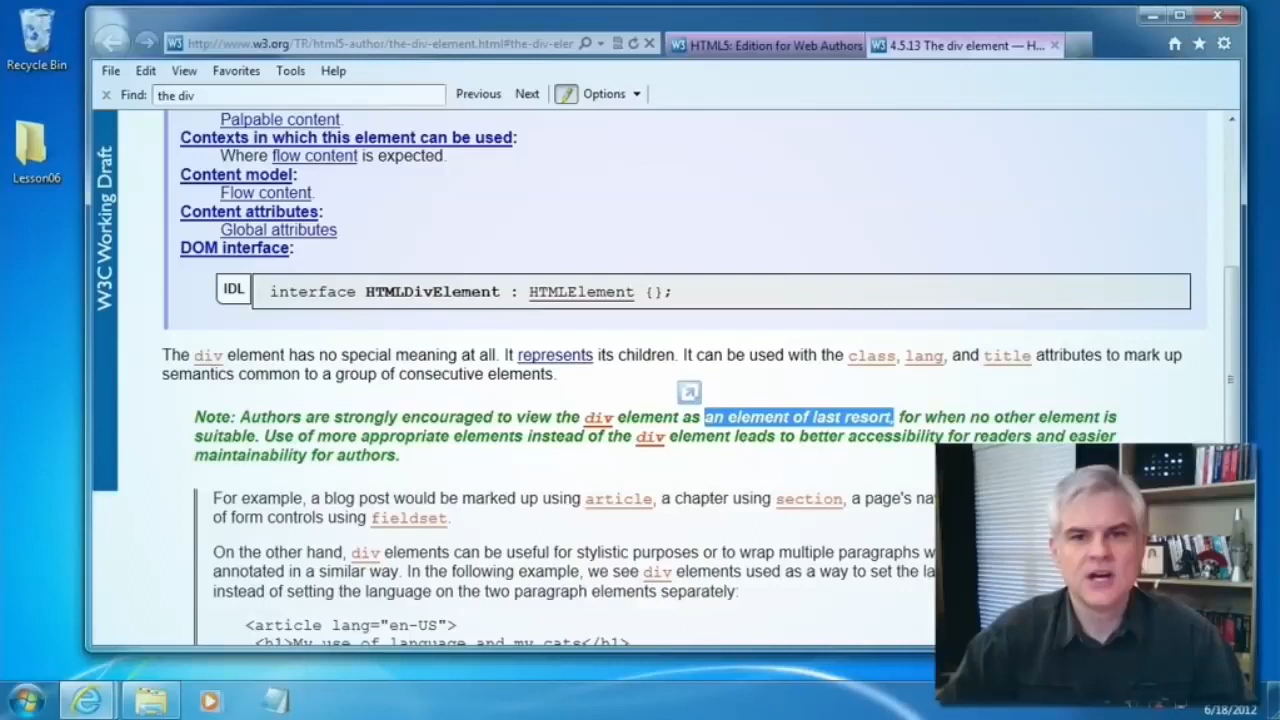 Recycle Bin
Lesson06
http://www.w3.org/TR/html5-author/the-div-element.html#the-div-eler
HTML5: Edition for Web Authors
4.5.13 The div element — H...
File Edit View Favorites Tools Help
Find: the div Previous Next Options
W3C Working Draft
Palpable content.
Contexts in which this element can be used:
Where flow content is expected.
Content model:
Flow content.
Content attributes:
Global attributes
DOM interface:
IDL
interface HTMLDivElement : HTMLElement {};
The div element has no special meaning at all. It represents its children. It can be used with the class, lang, and title attributes to mark up
semantics common to a group of consecutive elements.
Note: Authors are strongly encouraged to view the div element as an element of last resort, for when no other element is
suitable. Use of more appropriate elements instead of the div element leads to better accessibility for readers and easier
maintainability for authors.
For example, a blog post would be marked up using article, a chapter using section, a page's na
of form controls using fieldset.
On the other hand, div elements can be useful for stylistic purposes or to wrap multiple paragraphs w
annotated in a similar way. In the following example, we see div elements used as a way to set the la
instead of setting the language on the two paragraph elements separately:
<article lang="en-US">
<h1>My use of language and my cats</h1>
6/18/2012